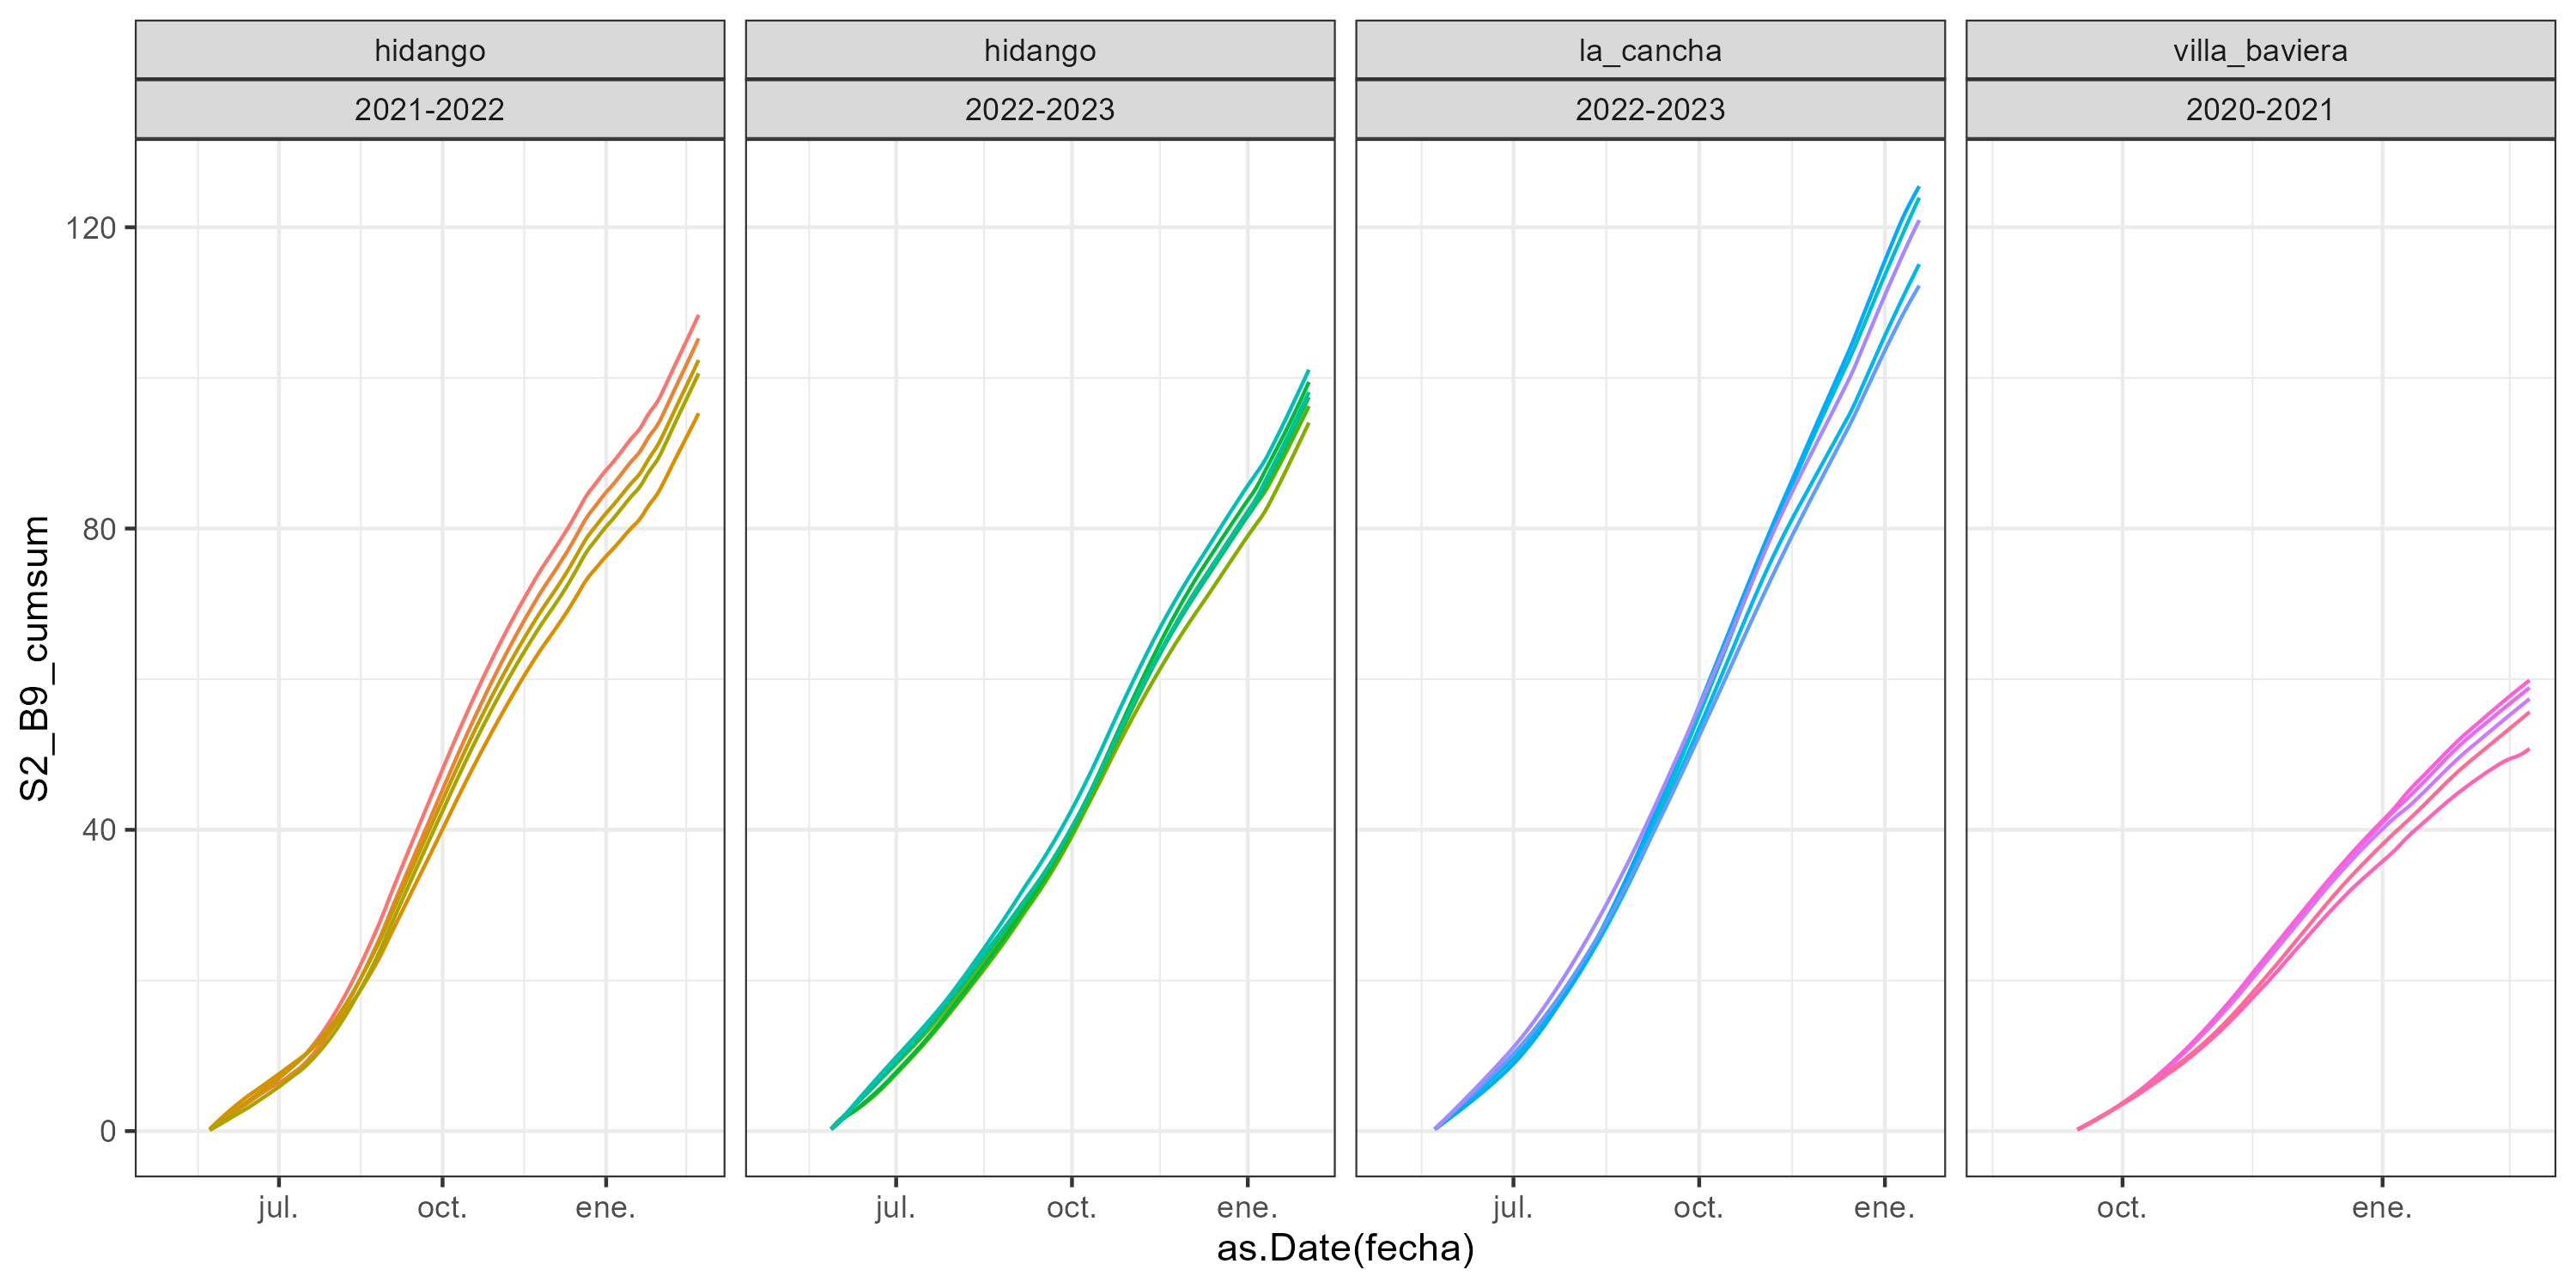 hidango hidango la_cancha villa_baviera
2021-2022 2022-2023 2022-2023 2020-2021
120
80
40
0
S2_B9_cumsum
jul. oct. ene. jul. oct. ene. jul. oct. ene. oct. ene.
as.Date(fecha)